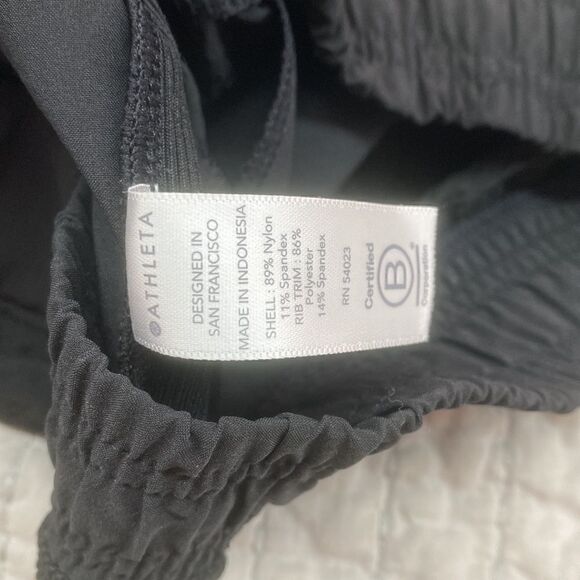 ATHLETA
DESIGNED IN
SAN FRANCISCO
MADE IN INDONESIA
SHELL : 89% Nylon
11% Spandex
RIB TRIM : 86%
Polyester
14% Spandex
RN 54023
Certified
B
Corporation